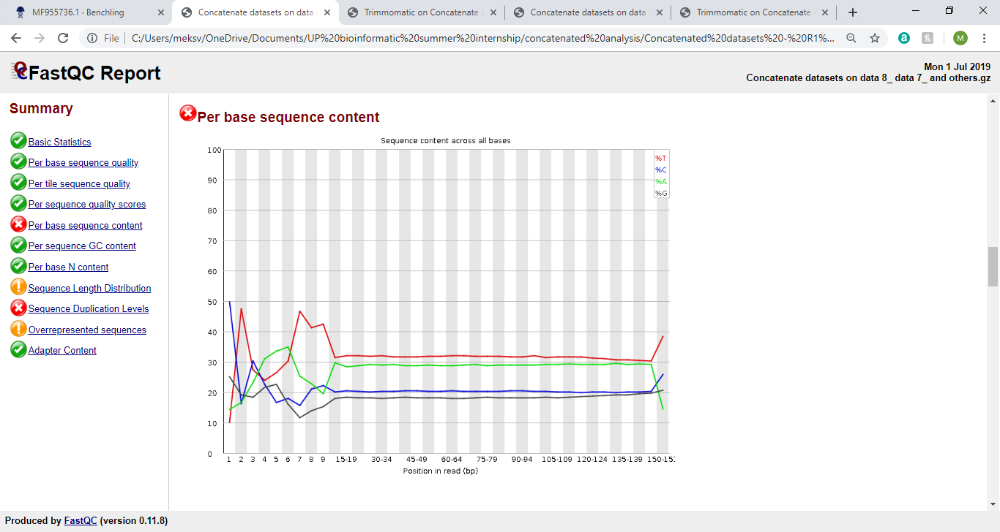 MF955736.1 · Benchling
Concatenate datasets on data
Trimmomatic on Concatenate
Concatenate datasets on data
Trimmomatic on Concatenate
File
C:/Users/meksv/OneDrive/Documents/UP%20bioinformatic%20summer%20internship/concatenated%20analysis/Concatenated%20datasets%20-%20R1%...
M
FastQC Report
Mon 1 Jul 2019
Concatenate datasets on data 8_ data 7_ and others.gz
Summary
Basic Statistics
Per base sequence quality
Per tile sequence quality
Per sequence quality scores
Per base sequence content
Per sequence GC content
Per base N content
Sequence Length Distribution
Sequence Duplication Levels
Overrepresented sequences
Adapter Content
Per base sequence content
Sequence content across all bases
%T
%C
%A
%G
100
90
80
70
60
50
40
30
20
10
0
1 2 3 4 5 6 7 8 9 15-19 30-34 45-49 60-64 75-79 90-94 105-109 120-124 135-139 150-151
Position in read (bp)
Produced by FastQC (version 0.11.8)